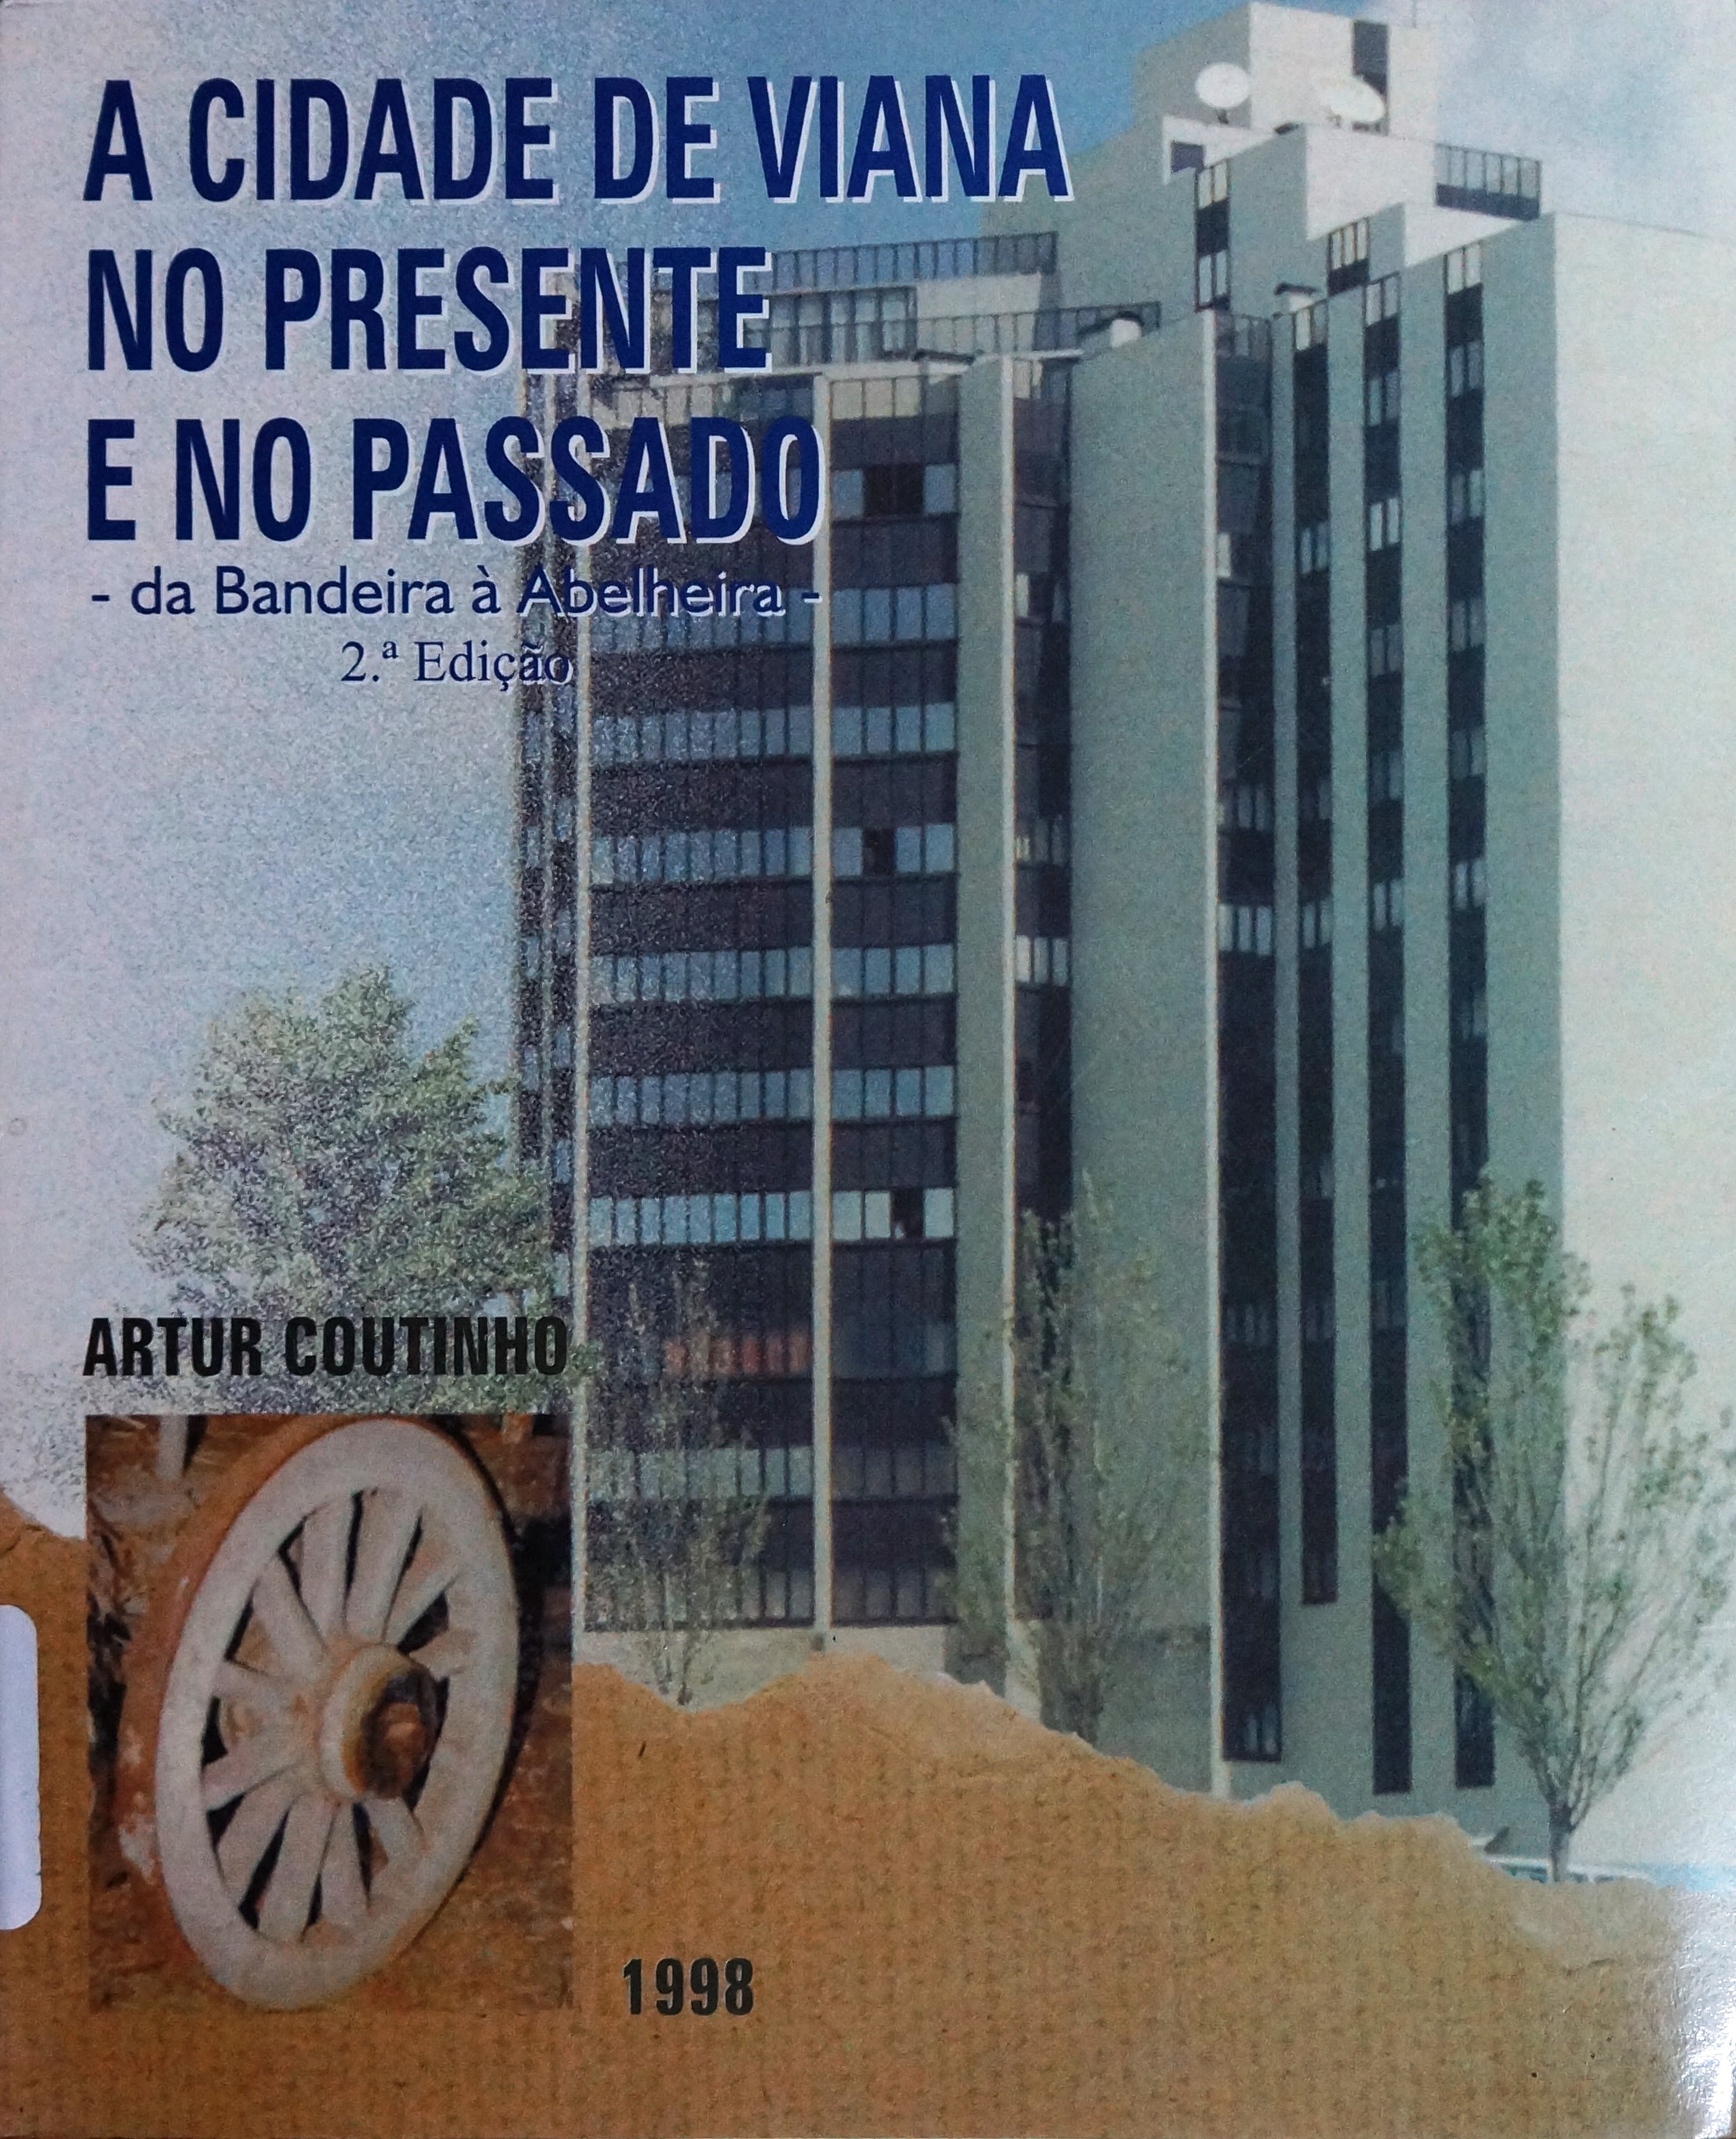 A CIDADE DE VIANA
NO PRESENTE
E NO PASSADO
- da Bandeira à Abelheira -
2.ª Edição
ARTUR COUTINHO
1998